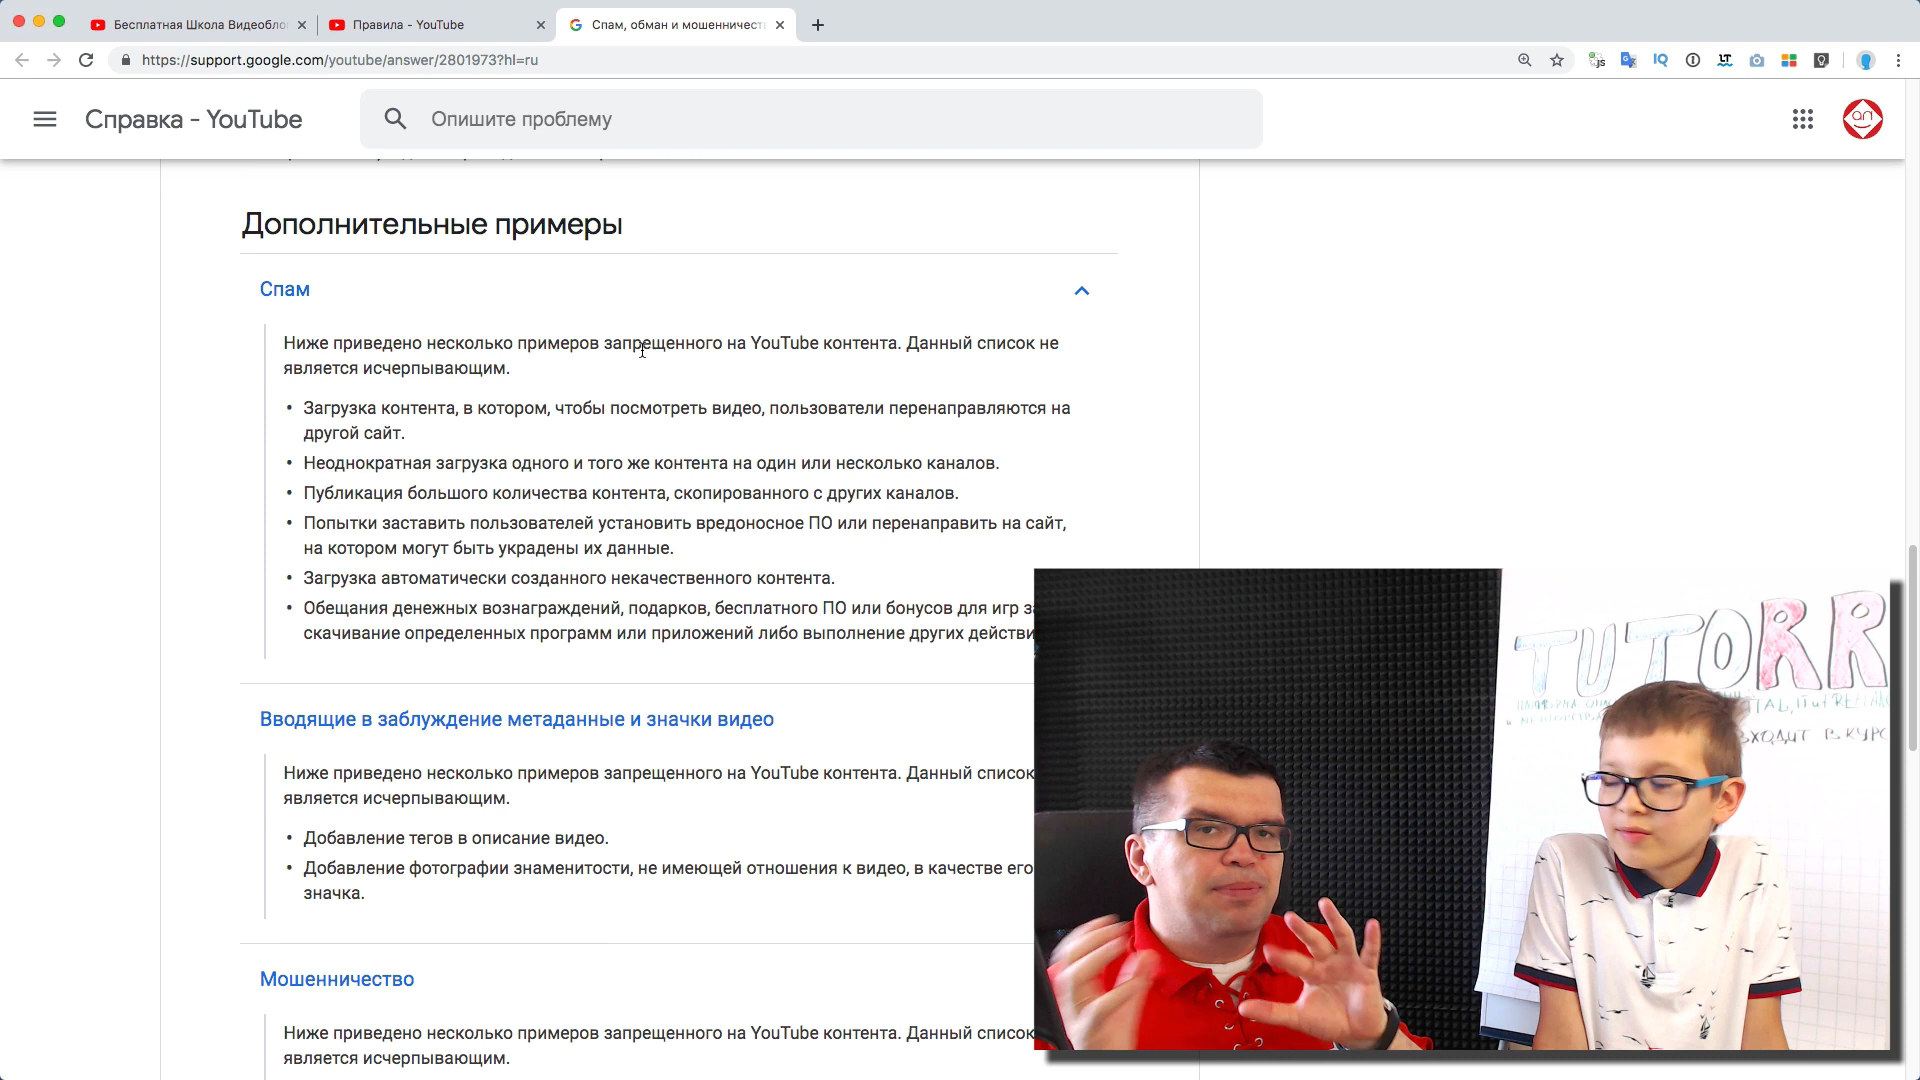 Бесплатная Школа Видеобло
Правила - YouTube
Спам, обман и мошенничест
https://support.google.com/youtube/answer/2801973?hl=ru
Справка - YouTube
Опишите проблему
Дополнительные примеры
Спам
Ниже приведено несколько примеров запрещенного на YouTube контента. Данный список не
является исчерпывающим.
• Загрузка контента, в котором, чтобы посмотреть видео, пользователи перенаправляются на
другой сайт.
• Неоднократная загрузка одного и того же контента на один или несколько каналов.
• Публикация большого количества контента, скопированного с других каналов.
• Попытки заставить пользователей установить вредоносное ПО или перенаправить на сайт,
на котором могут быть украдены их данные.
• Загрузка автоматически созданного некачественного контента.
• Обещания денежных вознаграждений, подарков, бесплатного ПО или бонусов для игр з
скачивание определенных программ или приложений либо выполнение других действи
Вводящие в заблуждение метаданные и значки видео
Ниже приведено несколько примеров запрещенного на YouTube контента. Данный список
является исчерпывающим.
• Добавление тегов в описание видео.
• Добавление фотографии знаменитости, не имеющей отношения к видео, в качестве его
значка.
Мошенничество
Ниже приведено несколько примеров запрещенного на YouTube контента. Данный список
является исчерпывающим.
TUTORR
ВХОДИТ В КУРС